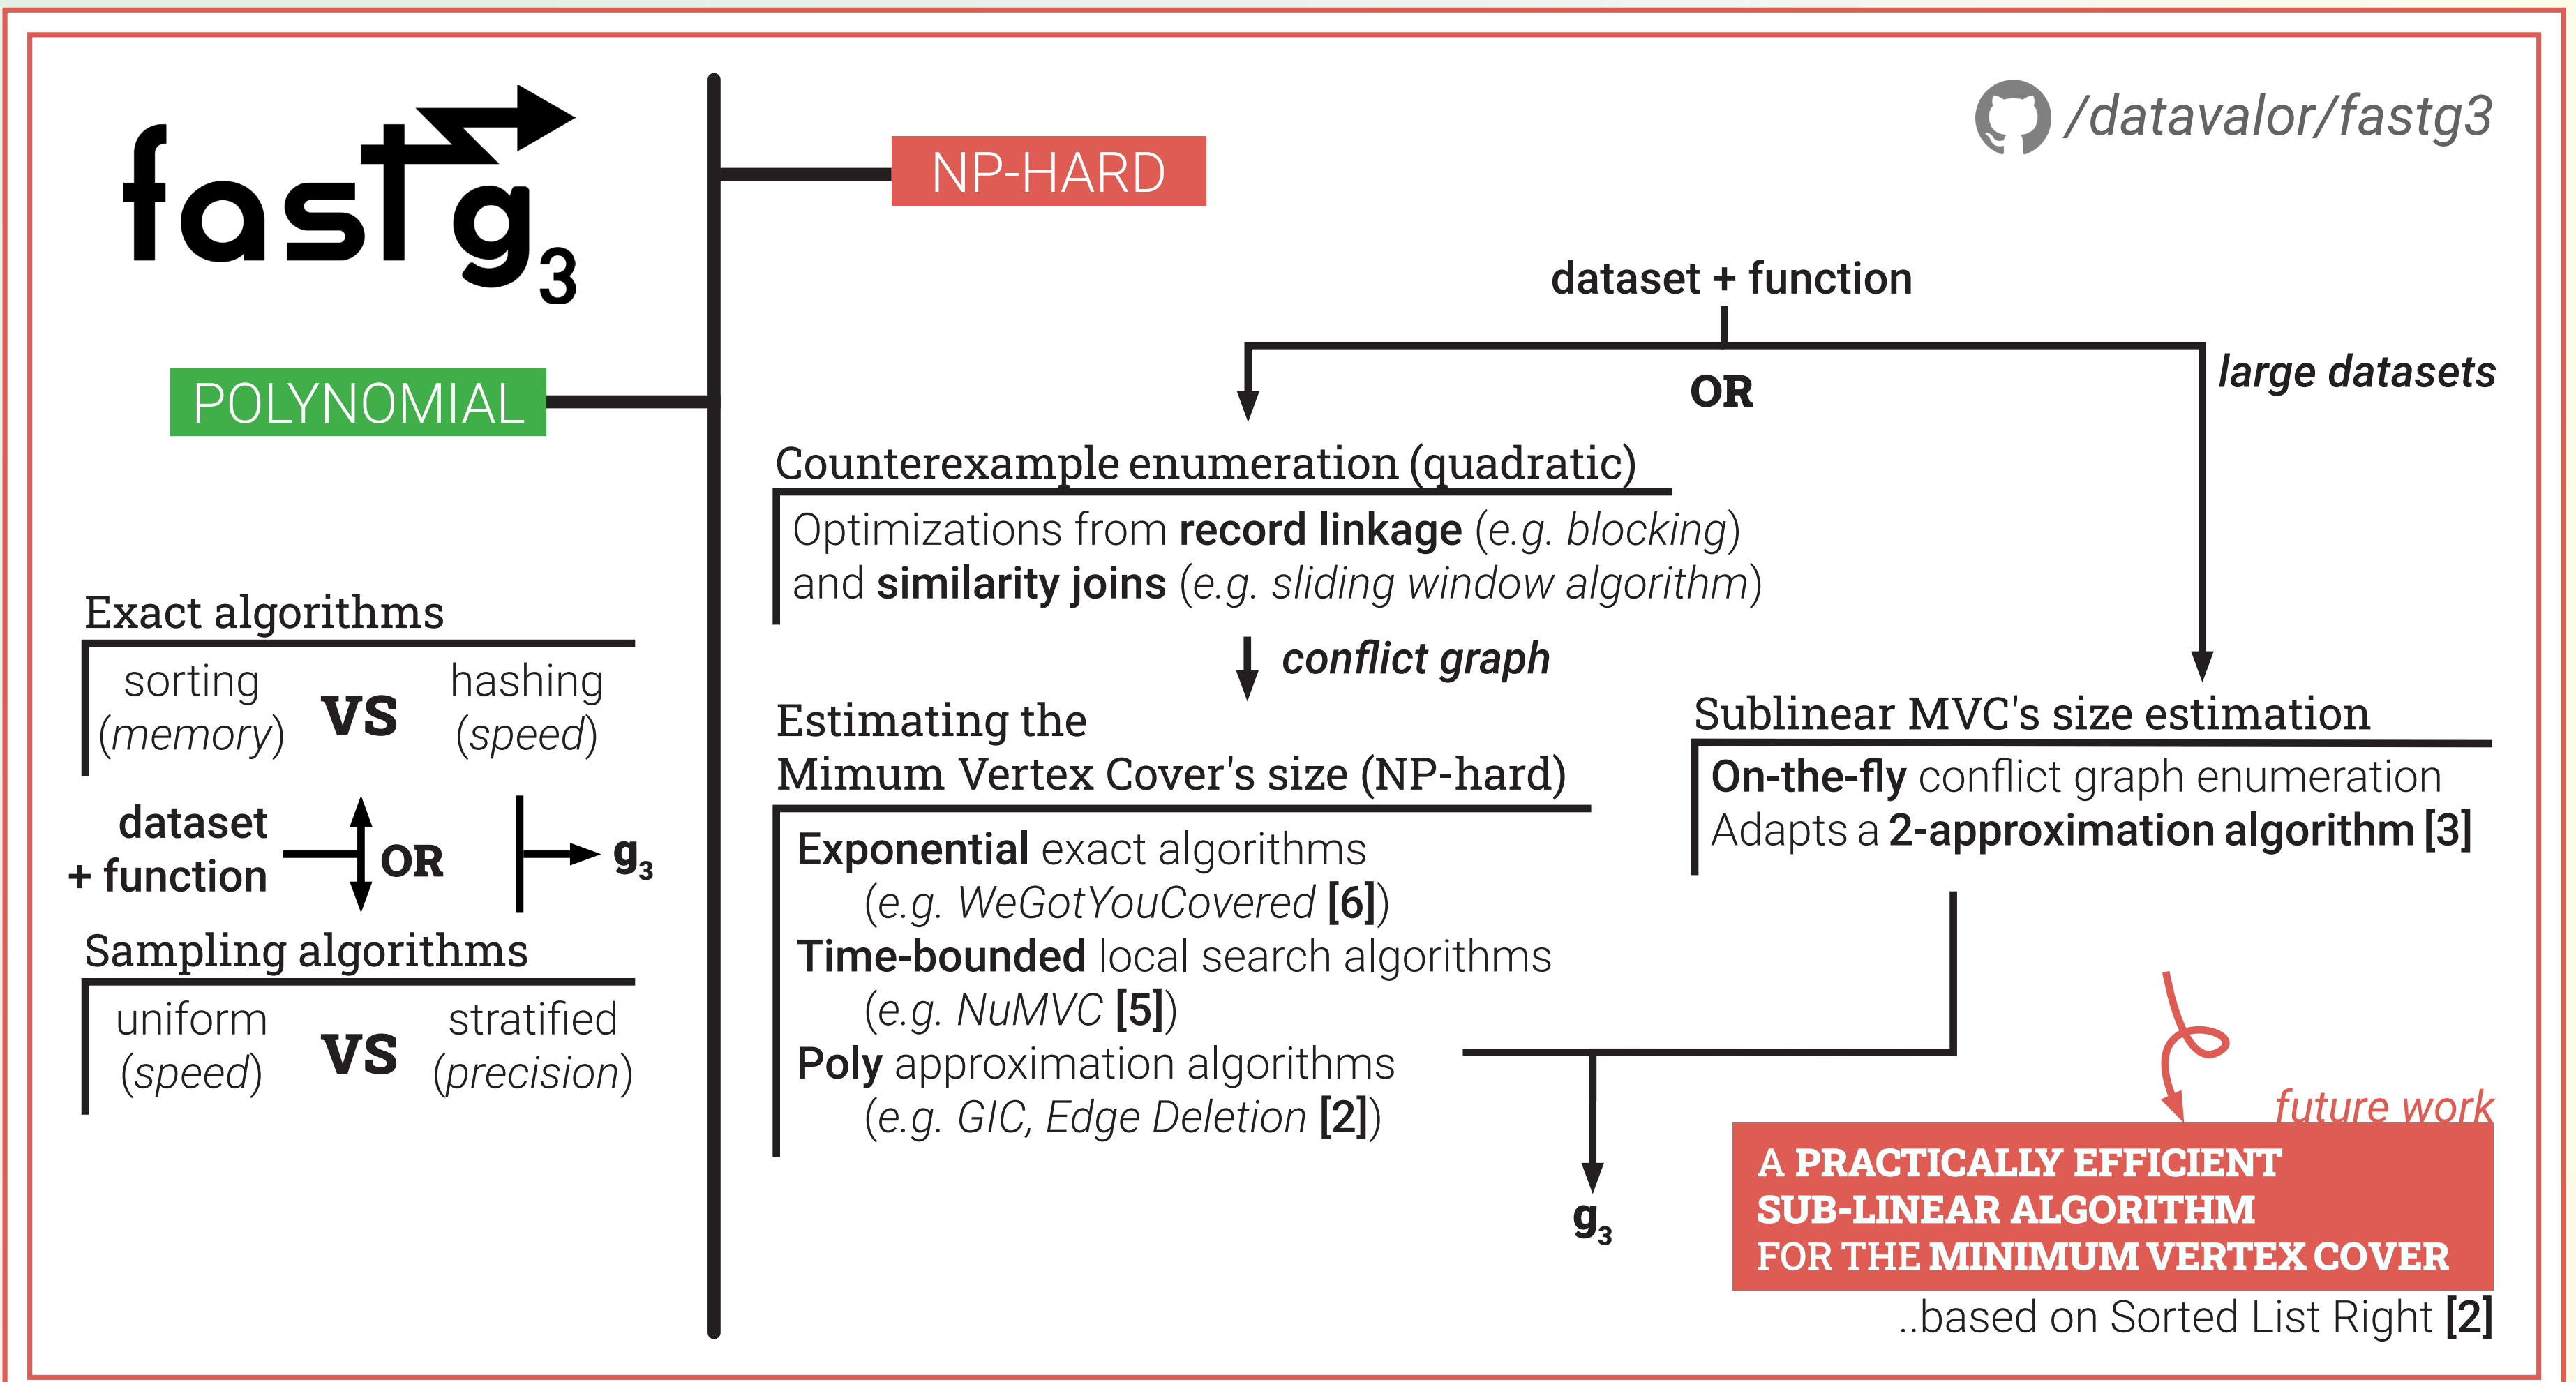 fastg3
POLYNOMIAL
Exact algorithms
sorting VS hashing
(memory) (speed)
dataset
+ function
OR
g3
Sampling algorithms
uniform VS stratified
(speed) (precision)
NP-HARD
/datavalor/fastg3
dataset + function
OR
large datasets
Counterexample enumeration (quadratic)
Optimizations from record linkage (e.g. blocking)
and similarity joins (e.g. sliding window algorithm)
conflict graph
Estimating the
Mimum Vertex Cover's size (NP-hard)
Exponential exact algorithms
(e.g. WeGotYouCovered [6])
Time-bounded local search algorithms
(e.g. NuMVC [5])
Poly approximation algorithms
(e.g. GIC, Edge Deletion [2])
Sublinear MVC's size estimation
On-the-fly conflict graph enumeration
Adapts a 2-approximation algorithm [3]
g3
future work
A PRACTICALLY EFFICIENT
SUB-LINEAR ALGORITHM
FOR THE MINIMUM VERTEX COVER
..based on Sorted List Right [2]